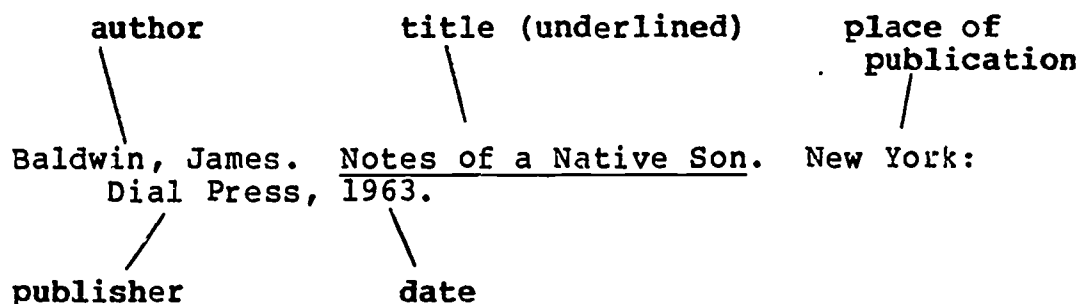 author title (underlined) place of
publication
Baldwin, James. Notes of a Native Son. New York:
Dial Press, 1963.
publisher date